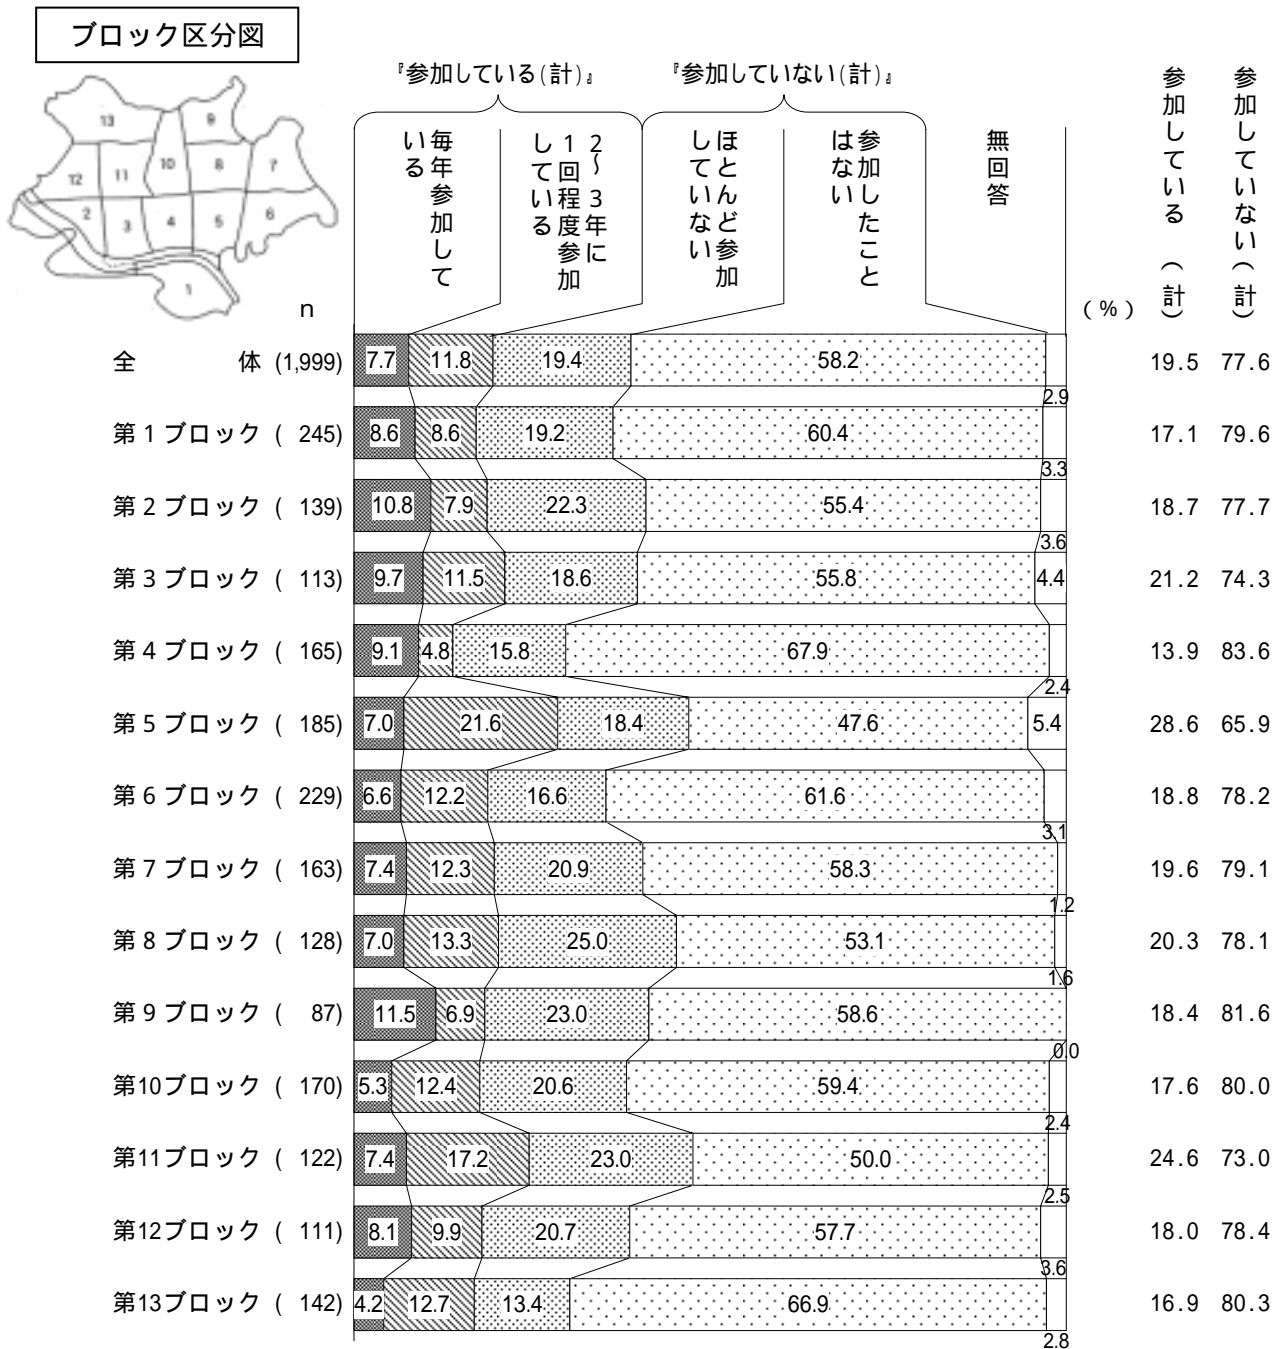 ブロック区分図
13
9
12
11
10
8
7
2
3
4
5
6
1
『参加している(計)』
『参加していない(計)』
毎年参加して
いる
2～3年に
1回程度参加
している
ほとんど参加
していない
参加したこと
はない
無回答
n
(%)
参加している(計)
参加していない(計)
全体 (1,999) 7.7 11.8 19.4 58.2 2.9 19.5 77.6
第1ブロック ( 245) 8.6 8.6 19.2 60.4 3.3 17.1 79.6
第2ブロック ( 139) 10.8 7.9 22.3 55.4 3.6 18.7 77.7
第3ブロック ( 113) 9.7 11.5 18.6 55.8 4.4 21.2 74.3
第4ブロック ( 165) 9.1 4.8 15.8 67.9 2.4 13.9 83.6
第5ブロック ( 185) 7.0 21.6 18.4 47.6 5.4 28.6 65.9
第6ブロック ( 229) 6.6 12.2 16.6 61.6 3.1 18.8 78.2
第7ブロック ( 163) 7.4 12.3 20.9 58.3 1.2 19.6 79.1
第8ブロック ( 128) 7.0 13.3 25.0 53.1 1.6 20.3 78.1
第9ブロック ( 87) 11.5 6.9 23.0 58.6 0.0 18.4 81.6
第10ブロック ( 170) 5.3 12.4 20.6 59.4 2.4 17.6 80.0
第11ブロック ( 122) 7.4 17.2 23.0 50.0 2.5 24.6 73.0
第12ブロック ( 111) 8.1 9.9 20.7 57.7 3.6 18.0 78.4
第13ブロック ( 142) 4.2 12.7 13.4 66.9 2.8 16.9 80.3